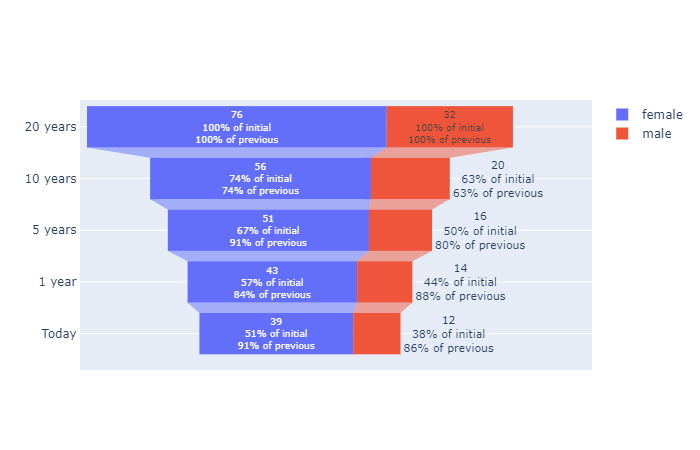 20 years
76
100% of initial
100% of previous
32
100% of initial
100% of previous
female
male
10 years
56
74% of initial
74% of previous
20
63% of initial
63% of previous
5 years
51
67% of initial
91% of previous
16
50% of initial
80% of previous
1 year
43
57% of initial
84% of previous
14
44% of initial
88% of previous
Today
39
51% of initial
91% of previous
12
38% of initial
86% of previous